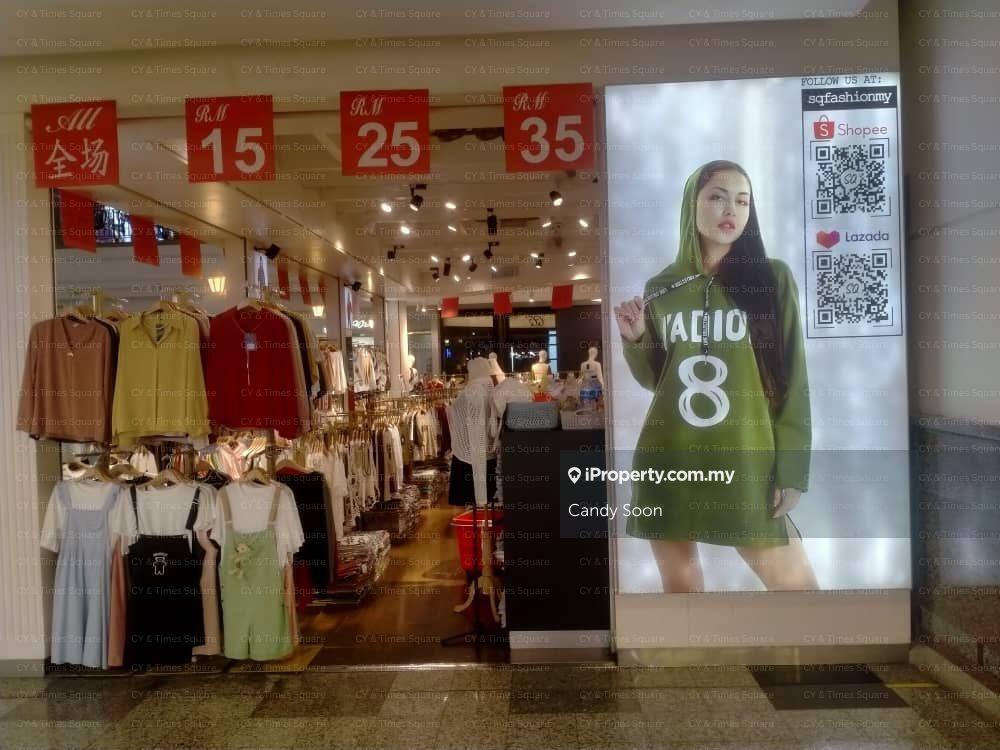 All
全场
RM
15
RM
25
RM
35
FOLLOW US AT:
sqfashionmy
Shopee
Lazada
8
iProperty.com.my
Candy Soon
CY & Times Square